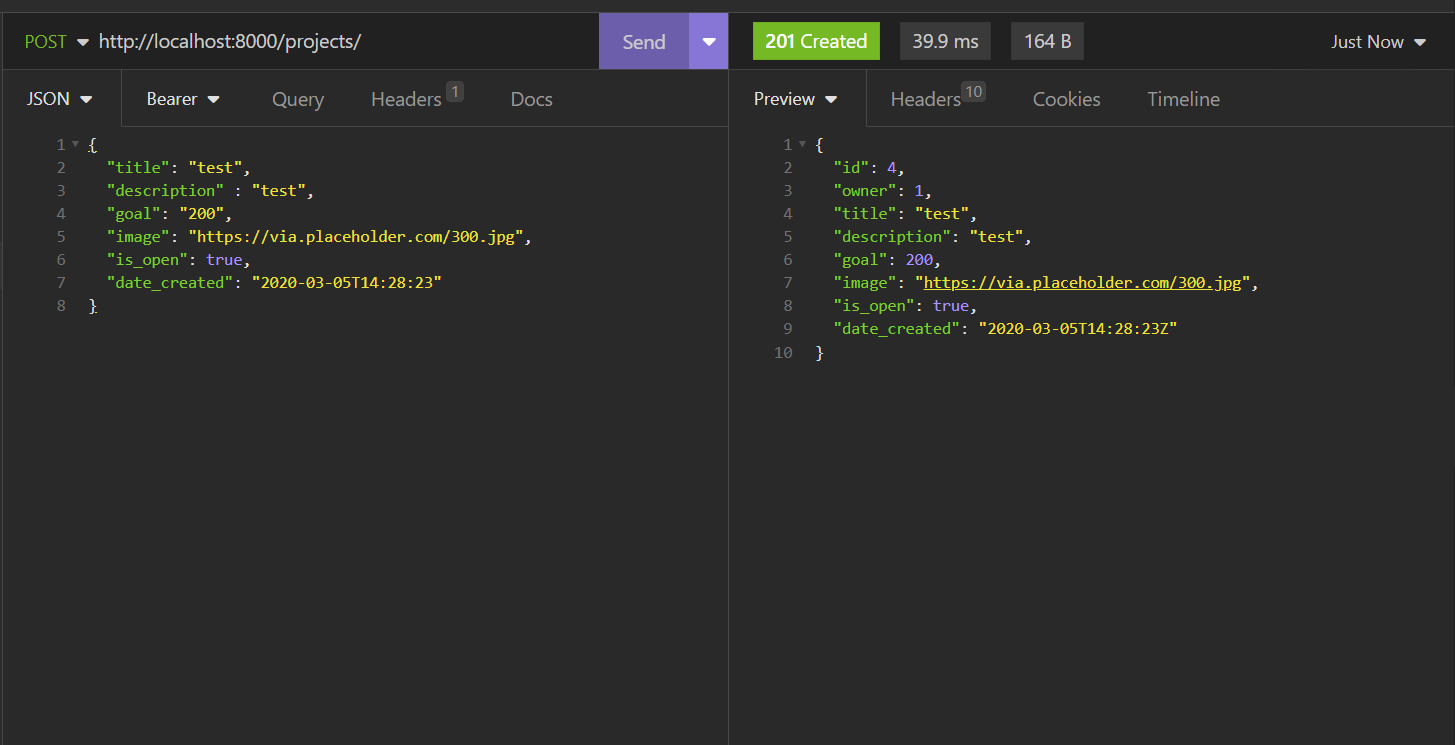 POST http://localhost:8000/projects/ Send
201 Created 39.9 ms 164 B Just Now
JSON Bearer Query Headers 1 Docs
1 {
2 "title": "test",
3 "description" : "test",
4 "goal": "200",
5 "image": "https://via.placeholder.com/300.jpg",
6 "is_open": true,
7 "date_created": "2020-03-05T14:28:23"
8 }
Preview Headers 10 Cookies Timeline
1 {
2 "id": 4,
3 "owner": 1,
4 "title": "test",
5 "description": "test",
6 "goal": 200,
7 "image": "https://via.placeholder.com/300.jpg",
8 "is_open": true,
9 "date_created": "2020-03-05T14:28:23Z"
10 }